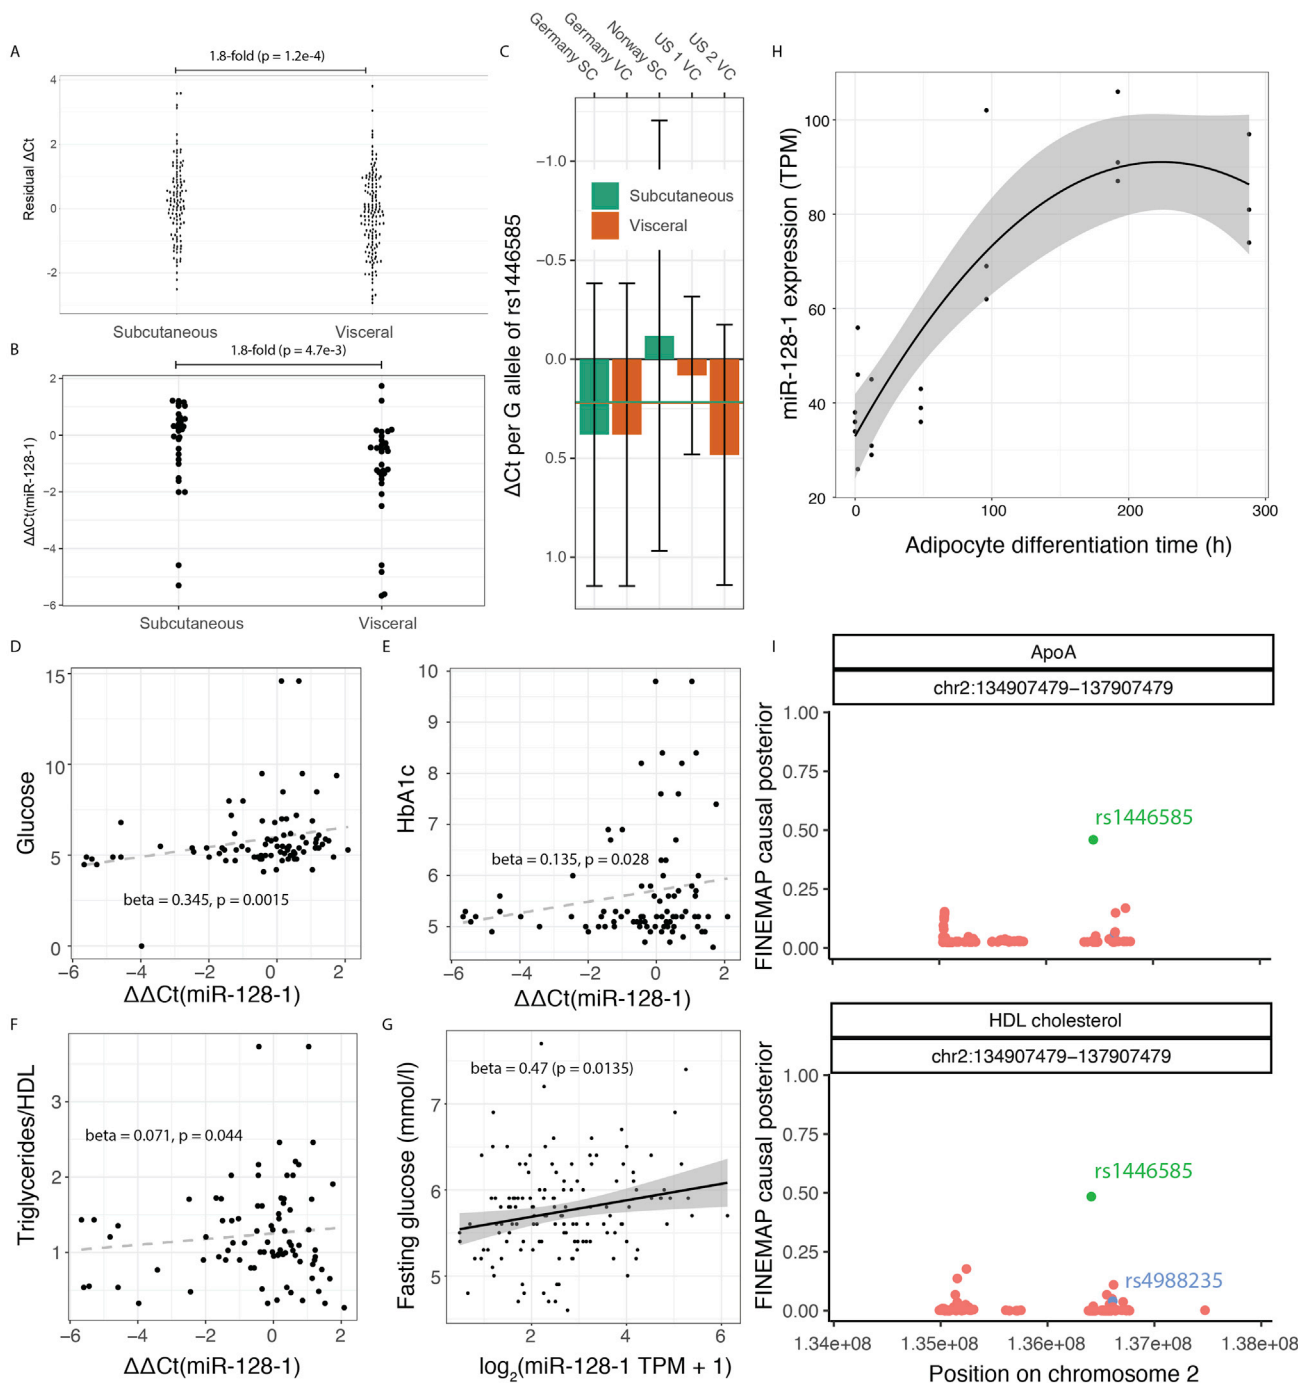 A
1.8-fold (p = 1.2e-4)
Residual ΔCt
4
2
0
−2
Subcutaneous
Visceral
B
1.8-fold (p = 4.7e-3)
ΔΔCt(miR-128-1)
2
0
−2
−4
−6
Subcutaneous
Visceral
C
Germany SC
Germany VC
Norway SC
US 1 VC
US 2 VC
ΔCt per G allele of rs1446585
−1.0
−0.5
0.0
0.5
1.0
Subcutaneous
Visceral
D
Glucose
15
10
5
0
beta = 0.345, p = 0.0015
−6
−4
−2
0
2
ΔΔCt(miR-128-1)
E
HbA1c
10
9
8
7
6
5
beta = 0.135, p = 0.028
−6
−4
−2
0
2
ΔΔCt(miR-128-1)
F
Triglycerides/HDL
3
2
1
beta = 0.071, p = 0.044
−6
−4
−2
0
2
ΔΔCt(miR-128-1)
G
Fasting glucose (mmol/l)
7
6
5
beta = 0.47 (p = 0.0135)
2
4
6
log2(miR-128-1 TPM + 1)
H
miR-128-1 expression (TPM)
100
80
60
40
20
0
100
200
300
Adipocyte differentiation time (h)
I
ApoA
chr2:134907479−137907479
FINEMAP causal posterior
1.00
0.75
0.50
0.25
0.00
rs1446585
HDL cholesterol
chr2:134907479−137907479
FINEMAP causal posterior
1.00
0.75
0.50
0.25
0.00
rs1446585
rs4988235
1.34e+08
1.35e+08
1.36e+08
1.37e+08
1.38e+08
Position on chromosome 2